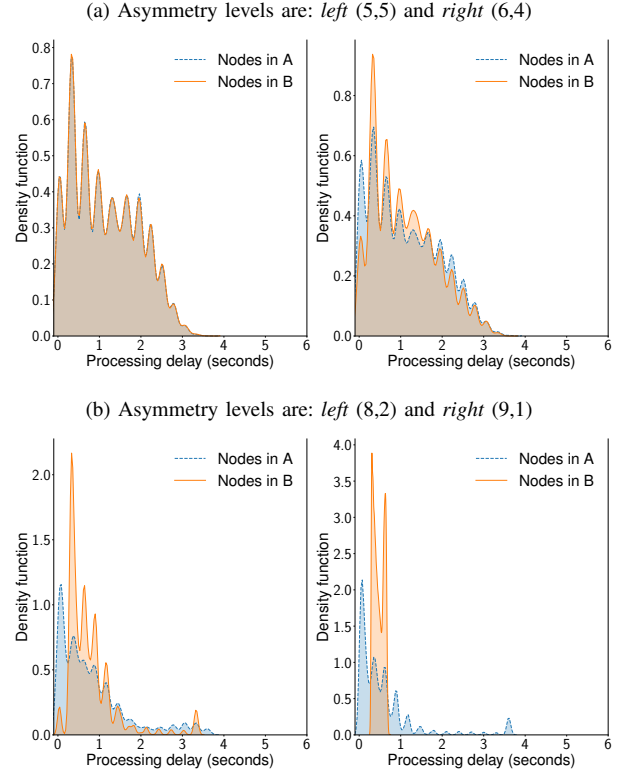 (a) Asymmetry levels are: left (5,5) and right (6,4)
0.8
0.7
0.6
0.5
0.4
0.3
0.2
0.1
0.0
Density function
Nodes in A
Nodes in B
0 1 2 3 4 5 6
Processing delay (seconds)
0.8
0.6
0.4
0.2
0.0
Density function
Nodes in A
Nodes in B
0 1 2 3 4 5 6
Processing delay (seconds)
(b) Asymmetry levels are: left (8,2) and right (9,1)
2.0
1.5
1.0
0.5
0.0
Density function
Nodes in A
Nodes in B
0 1 2 3 4 5 6
Processing delay (seconds)
4.0
3.5
3.0
2.5
2.0
1.5
1.0
0.5
0.0
Density function
Nodes in A
Nodes in B
0 1 2 3 4 5 6
Processing delay (seconds)